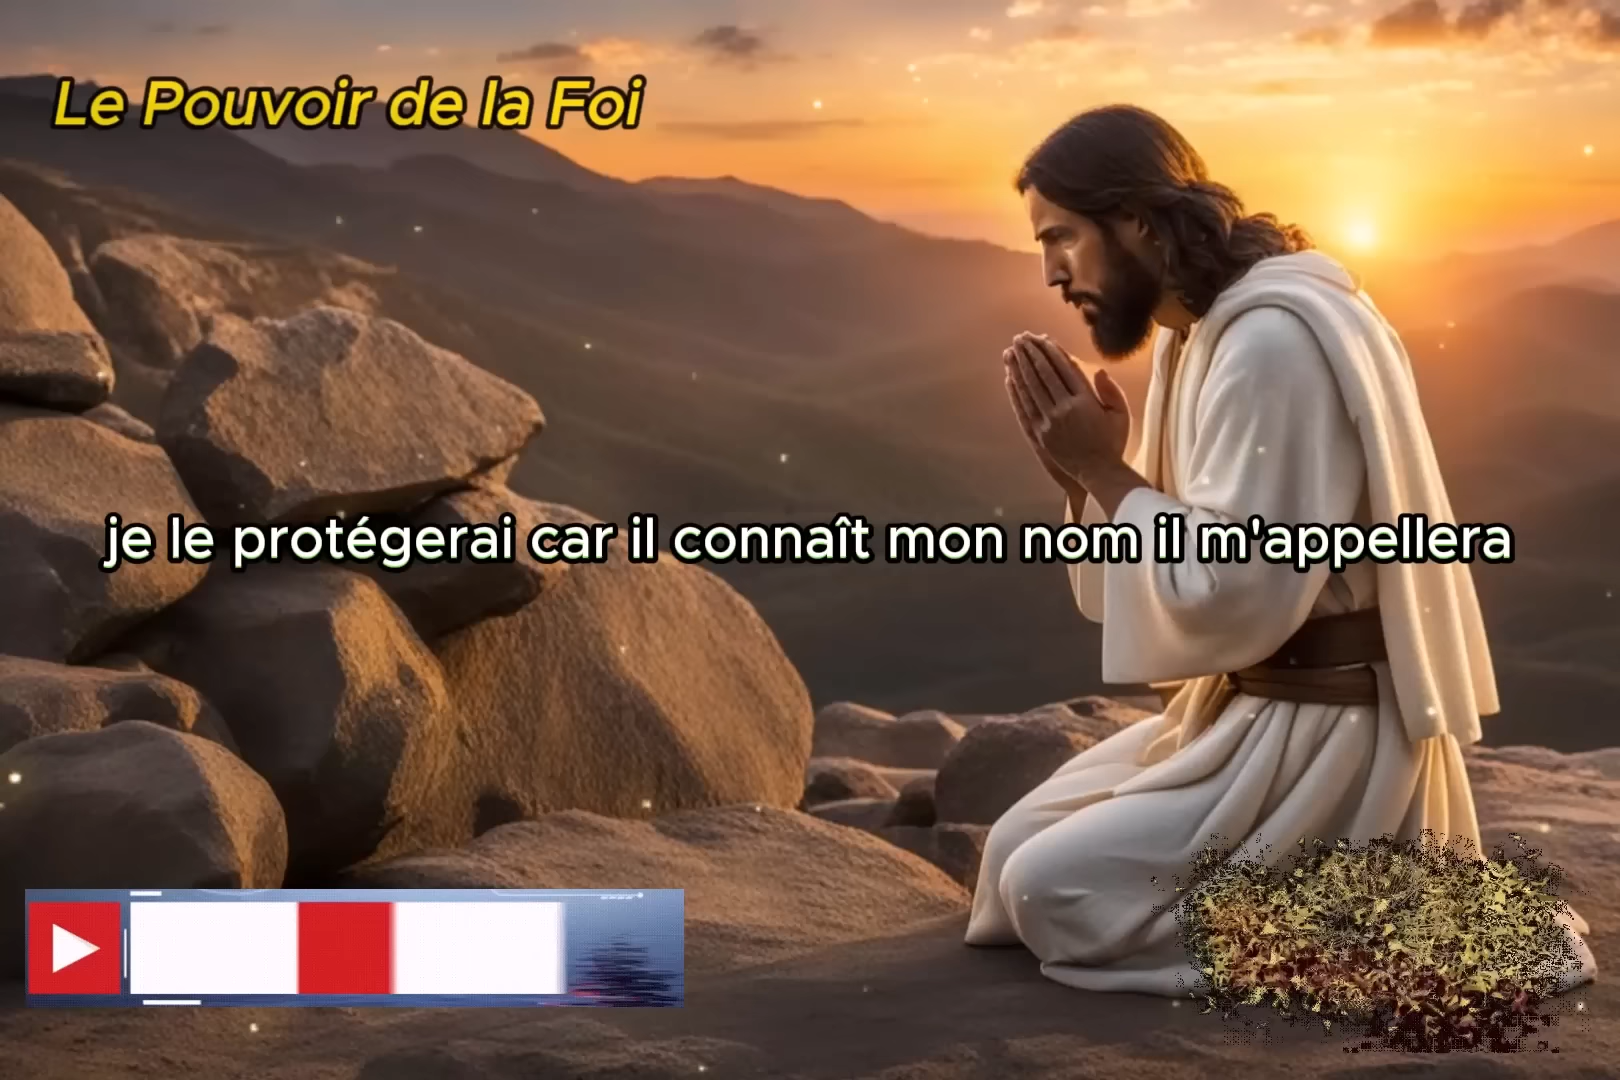 Le Pouvoir de la Foi
je le protégerai car il connaît mon nom il m'appellera